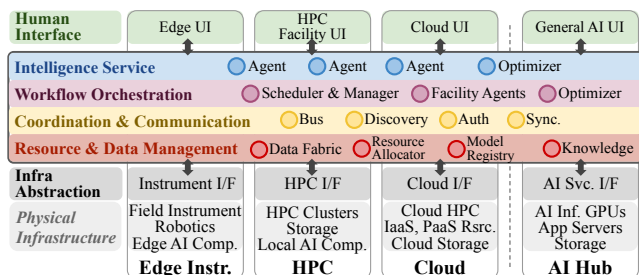 Human Interface
Edge UI
HPC Facility UI
Cloud UI
General AI UI
Intelligence Service
Agent
Agent
Agent
Optimizer
Workflow Orchestration
Scheduler & Manager
Facility Agents
Optimizer
Coordination & Communication
Bus
Discovery
Auth
Sync.
Resource & Data Management
Data Fabric
Resource Allocator
Model Registry
Knowledge
Infra Abstraction
Instrument I/F
HPC I/F
Cloud I/F
AI Svc. I/F
Physical Infrastructure
Field Instrument
Robotics
Edge AI Comp.
HPC Clusters
Storage
Local AI Comp.
Cloud HPC
IaaS, PaaS Rsrc.
Cloud Storage
AI Inf. GPUs
App Servers
Storage
Edge Instr.
HPC
Cloud
AI Hub